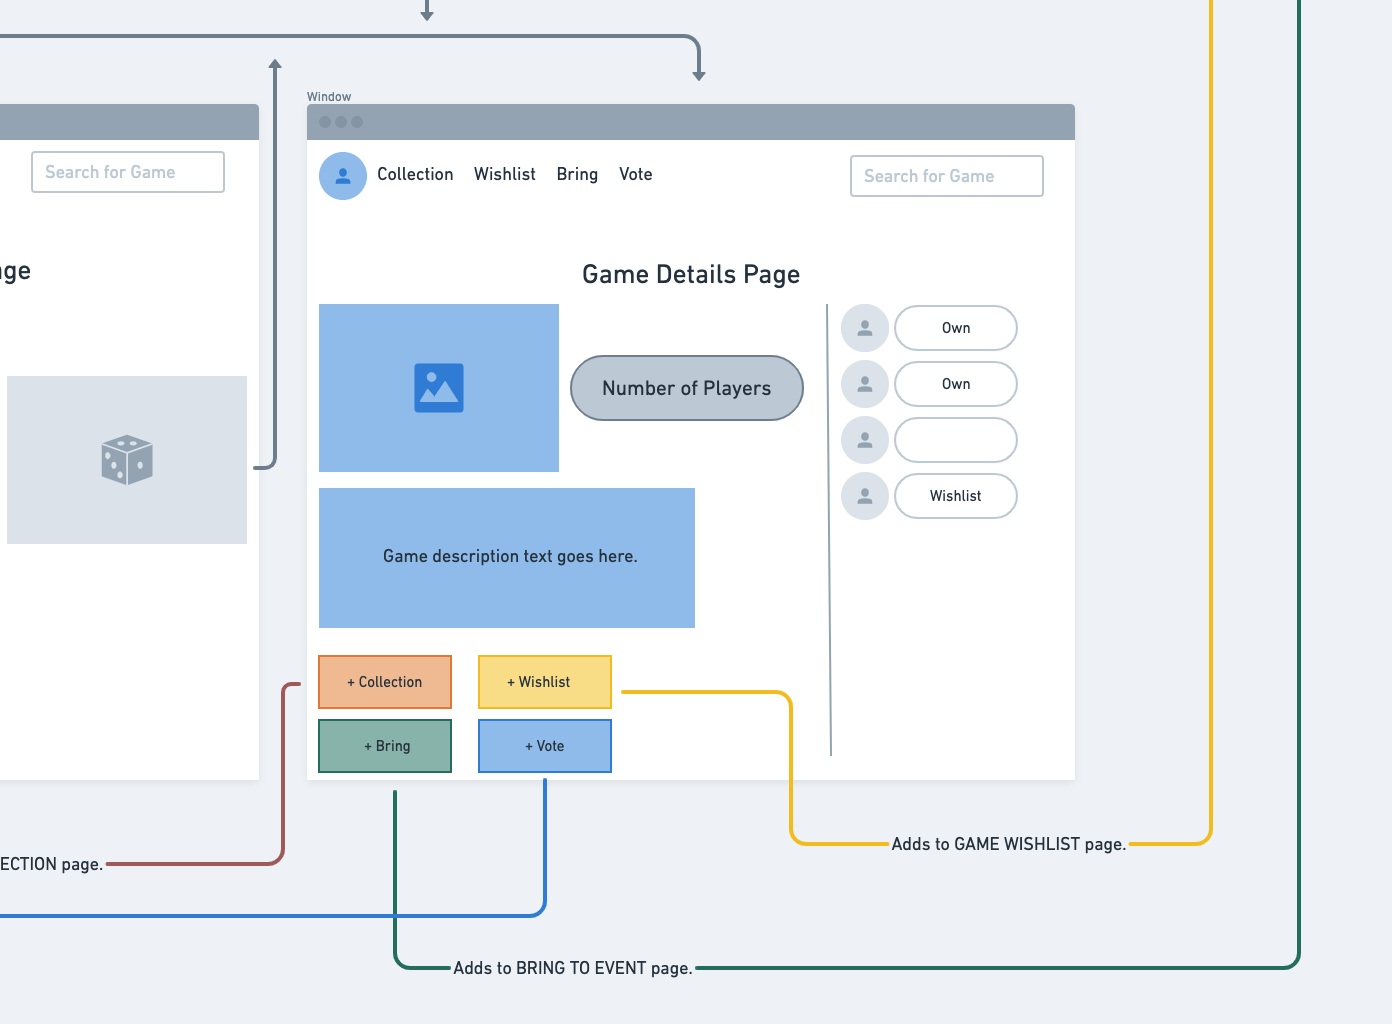 Window
Search for Game
Collection Wishlist Bring Vote
Search for Game
Game Details Page
Own
Number of Players
Own
Wishlist
Game description text goes here.
+ Collection
+ Wishlist
+ Bring
+ Vote
Adds to GAME WISHLIST page.
ECTION page.
Adds to BRING TO EVENT page.